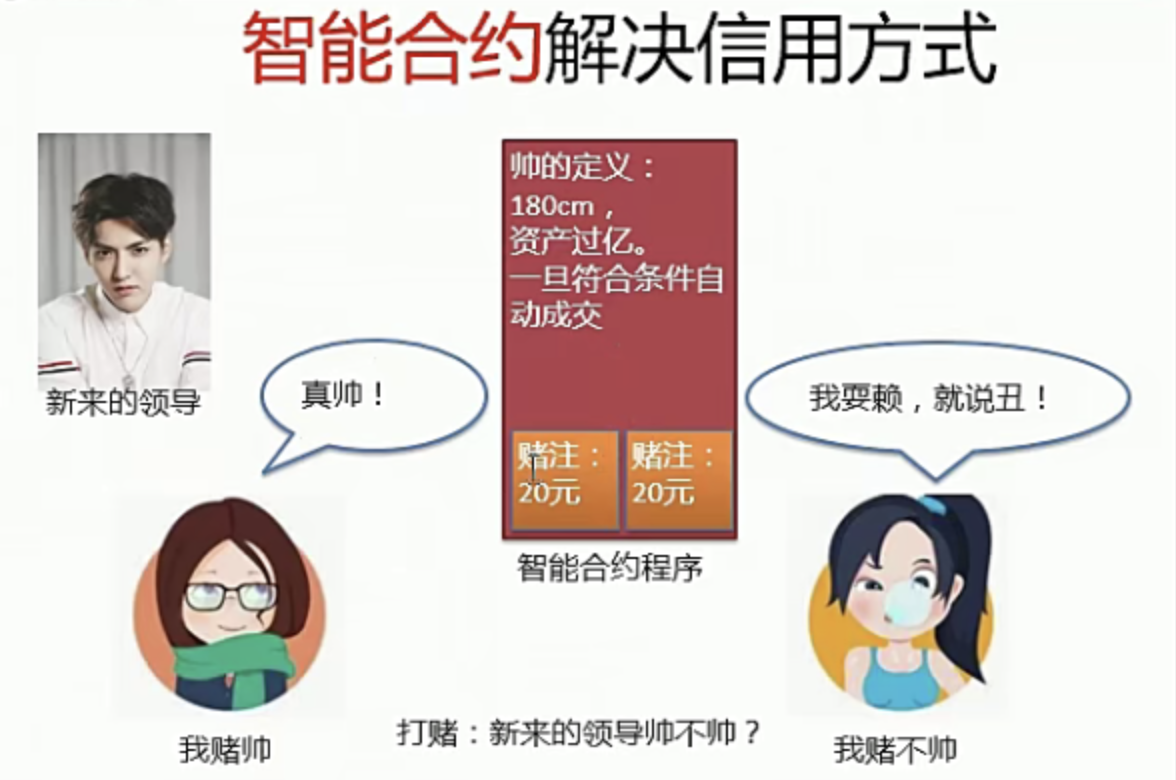 智能合约解决信用方式
帅的定义：
180cm，
资产过亿。
一旦符合条件自
动成交
新来的领导
真帅！
我耍赖，就说丑！
赌注：
20元
赌注：
20元
智能合约程序
打赌：新来的领导帅不帅？
我赌帅
我赌不帅